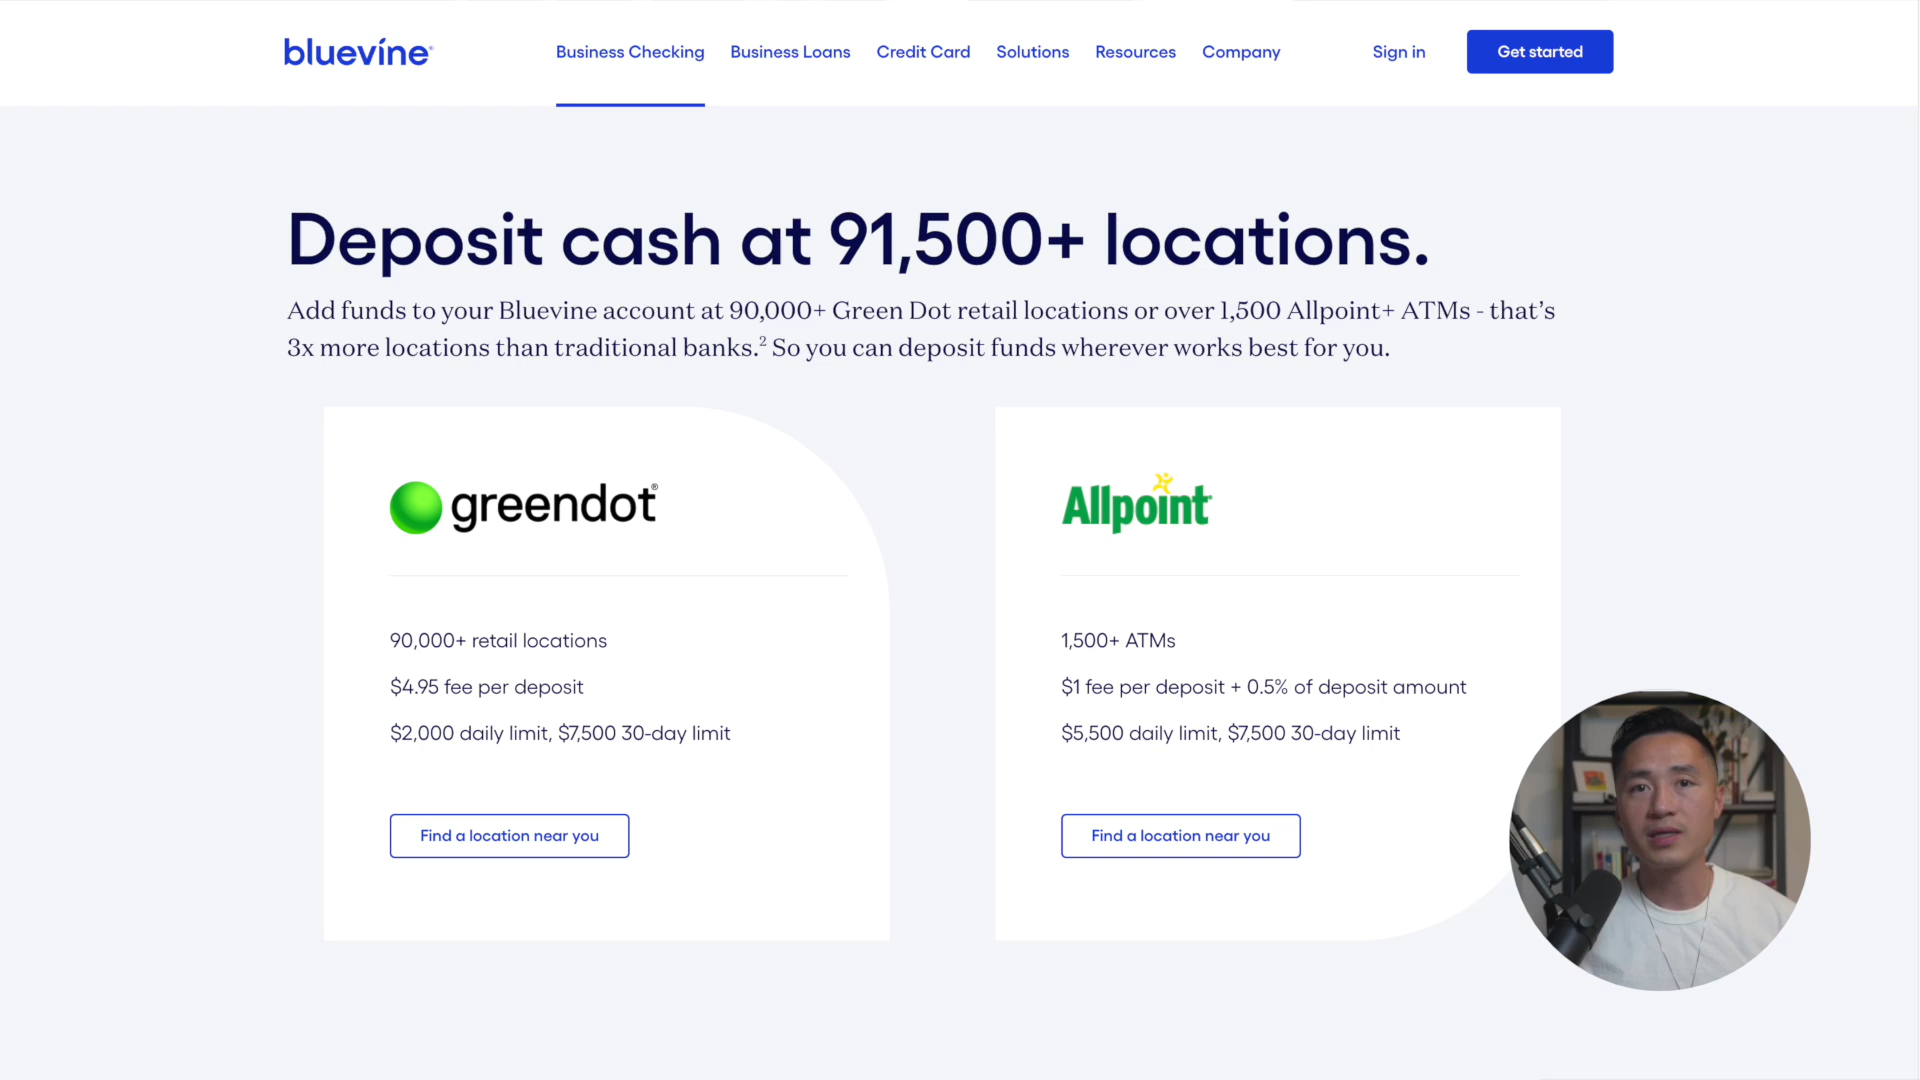 bluevine
Business Checking
Business Loans
Credit Card
Solutions
Resources
Company
Sign in
Get started
Deposit cash at 91,500+ locations.
Add funds to your Bluevine account at 90,000+ Green Dot retail locations or over 1,500 Allpoint+ ATMs - that’s
3x more locations than traditional banks.² So you can deposit funds wherever works best for you.
greendot®
90,000+ retail locations
$4.95 fee per deposit
$2,000 daily limit, $7,500 30-day limit
Find a location near you
Allpoint
1,500+ ATMs
$1 fee per deposit + 0.5% of deposit amount
$5,500 daily limit, $7,500 30-day limit
Find a location near you